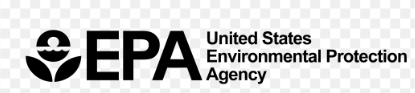 EPA
United States
Environmental Protection
Agency